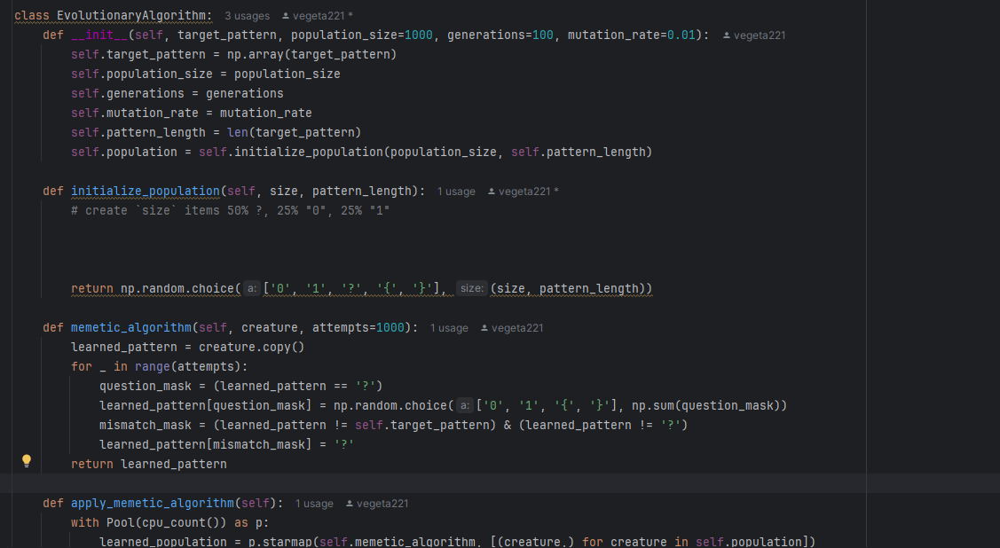 class EvolutionaryAlgorithm: 3 usages vegeta221 *
def __init__(self, target_pattern, population_size=1000, generations=100, mutation_rate=0.01): vegeta221
self.target_pattern = np.array(target_pattern)
self.population_size = population_size
self.generations = generations
self.mutation_rate = mutation_rate
self.pattern_length = len(target_pattern)
self.population = self.initialize_population(population_size, self.pattern_length)
def initialize_population(self, size, pattern_length): 1 usage vegeta221 *
# create `size` items 50% ?, 25% "0", 25% "1"
return np.random.choice( a: ['0', '1', '?', '{', '}'], size: (size, pattern_length))
def memetic_algorithm(self, creature, attempts=1000): 1 usage vegeta221
learned_pattern = creature.copy()
for _ in range(attempts):
question_mask = (learned_pattern == '?')
learned_pattern[question_mask] = np.random.choice( a: ['0', '1', '{', '}'], np.sum(question_mask))
mismatch_mask = (learned_pattern != self.target_pattern) & (learned_pattern != '?')
learned_pattern[mismatch_mask] = '?'
return learned_pattern
def apply_memetic_algorithm(self): 1 usage vegeta221
with Pool(cpu_count()) as p:
learned_population = p.starmap(self.memetic_algorithm, [(creature,) for creature in self.population])